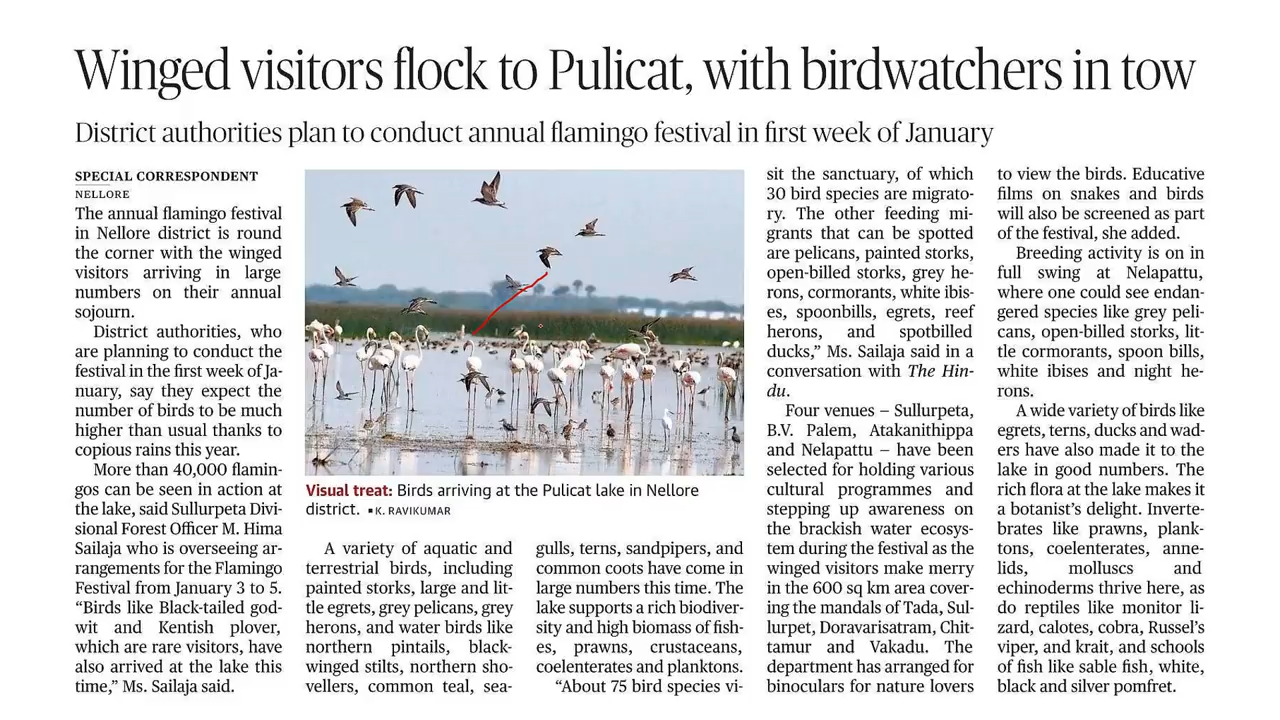 Winged visitors flock to Pulicat, with birdwatchers in tow
District authorities plan to conduct annual flamingo festival in first week of January
SPECIAL CORRESPONDENT
NELLORE
The annual flamingo festival
in Nellore district is round
the corner with the winged
visitors arriving in large
numbers on their annual
sojourn.
District authorities, who
are planning to conduct the
festival in the first week of Ja-
nuary, say they expect the
number of birds to be much
higher than usual thanks to
copious rains this year.
More than 40,000 flamin-
gos can be seen in action at
the lake, said Sullurpeta Divi-
sional Forest Officer M. Hima
Sailaja who is overseeing ar-
rangements for the Flamingo
Festival from January 3 to 5.
“Birds like Black-tailed god-
wit and Kentish plover,
which are rare visitors, have
also arrived at the lake this
time,” Ms. Sailaja said.
Visual treat: Birds arriving at the Pulicat lake in Nellore
district. ▪ K. RAVIKUMAR
A variety of aquatic and
terrestrial birds, including
painted storks, large and lit-
tle egrets, grey pelicans, grey
herons, and water birds like
northern pintails, black-
winged stilts, northern sho-
vellers, common teal, sea-
gulls, terns, sandpipers, and
common coots have come in
large numbers this time. The
lake supports a rich biodiver-
sity and high biomass of fish-
es, prawns, crustaceans,
coelenterates and planktons.
“About 75 bird species vi-
sit the sanctuary, of which
30 bird species are migrato-
ry. The other feeding mi-
grants that can be spotted
are pelicans, painted storks,
open-billed storks, grey he-
rons, cormorants, white ibis-
es, spoonbills, egrets, reef
herons, and spotbilled
ducks,” Ms. Sailaja said in a
conversation with The Hin-
du.
Four venues – Sullurpeta,
B.V. Palem, Atakanithippa
and Nelapattu – have been
selected for holding various
cultural programmes and
stepping up awareness on
the brackish water ecosys-
tem during the festival as the
winged visitors make merry
in the 600 sq km area cover-
ing the mandals of Tada, Sul-
lurpet, Doravarisatram, Chit-
tamur and Vakadu. The
department has arranged for
binoculars for nature lovers
to view the birds. Educative
films on snakes and birds
will also be screened as part
of the festival, she added.
Breeding activity is on in
full swing at Nelapattu,
where one could see endan-
gered species like grey peli-
cans, open-billed storks, lit-
tle cormorants, spoon bills,
white ibises and night he-
rons.
A wide variety of birds like
egrets, terns, ducks and wad-
ers have also made it to the
lake in good numbers. The
rich flora at the lake makes it
a botanist’s delight. Inverte-
brates like prawns, plank-
tons, coelenterates, anne-
lids, molluscs and
echinoderms thrive here, as
do reptiles like monitor li-
zard, calotes, cobra, Russel’s
viper, and krait, and schools
of fish like sable fish, white,
black and silver pomfret.